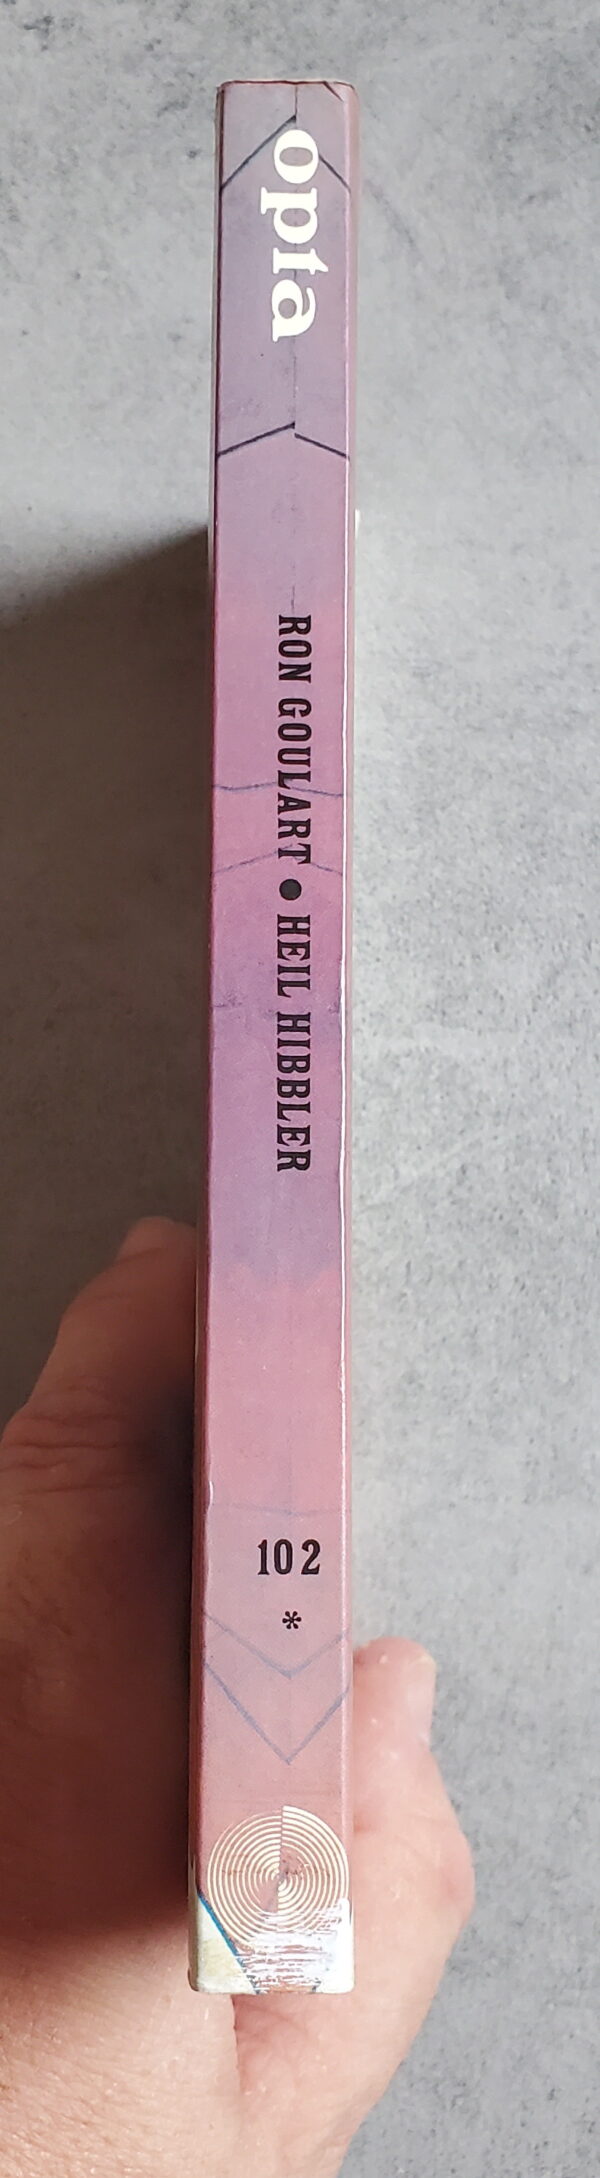 opta
RON GOULART • HEIL HIBBLER
102
*